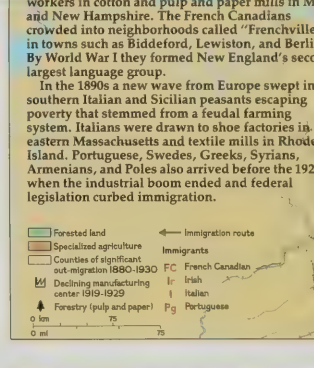 workers in cotton and pulp and paper mills in M
and New Hampshire. The French Canadians
crowded into neighborhoods called "Frenchville
in towns such as Biddeford, Lewiston, and Berli
By World War I they formed New England's seco
largest language group.
In the 1890s a new wave from Europe swept in
southern Italian and Sicilian peasants escaping
poverty that stemmed from a feudal farming
system. Italians were drawn to shoe factories in
eastern Massachusetts and textile mills in Rhode
Island. Portuguese, Swedes, Greeks, Syrians,
Armenians, and Poles also arrived before the 192
when the industrial boom ended and federal
legislation curbed immigration.
Forested land
Specialized agriculture
Counties of significant
out-migration 1880-1930
Declining manufacturing
center 1919-1929
Forestry (pulp and paper)
0 km 75
0 mi 75
Immigration route
Immigrants
FC French Canadian
Ir Irish
I Italian
Pg Portuguese